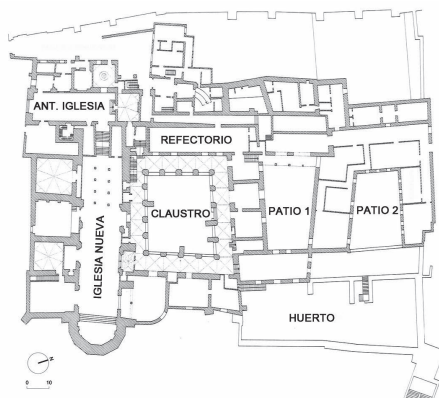 ANT. IGLESIA
REFECTORIO
CLAUSTRO
PATIO 1
PATIO 2
IGLESIA NUEVA
HUERTO
N
0 10